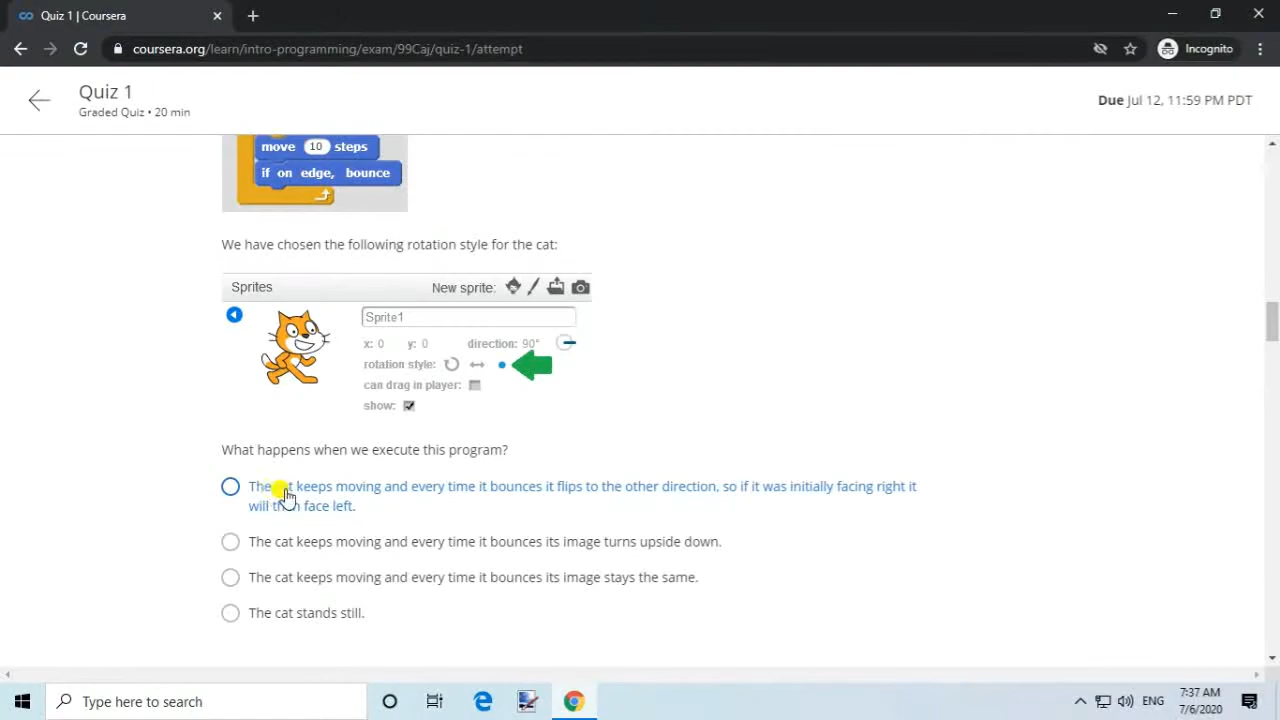 Quiz 1 | Coursera
coursera.org/learn/intro-programming/exam/99Caj/quiz-1/attempt
Incognito
Quiz 1
Graded Quiz • 20 min
Due Jul 12, 11:59 PM PDT
move 10 steps
if on edge, bounce
We have chosen the following rotation style for the cat:
Sprites
New sprite:
Sprite1
x: 0 y: 0 direction: 90°
rotation style:
can drag in player:
show:
What happens when we execute this program?
The cat keeps moving and every time it bounces it flips to the other direction, so if it was initially facing right it
will then face left.
The cat keeps moving and every time it bounces its image turns upside down.
The cat keeps moving and every time it bounces its image stays the same.
The cat stands still.
Type here to search
ENG
7:37 AM
7/6/2020